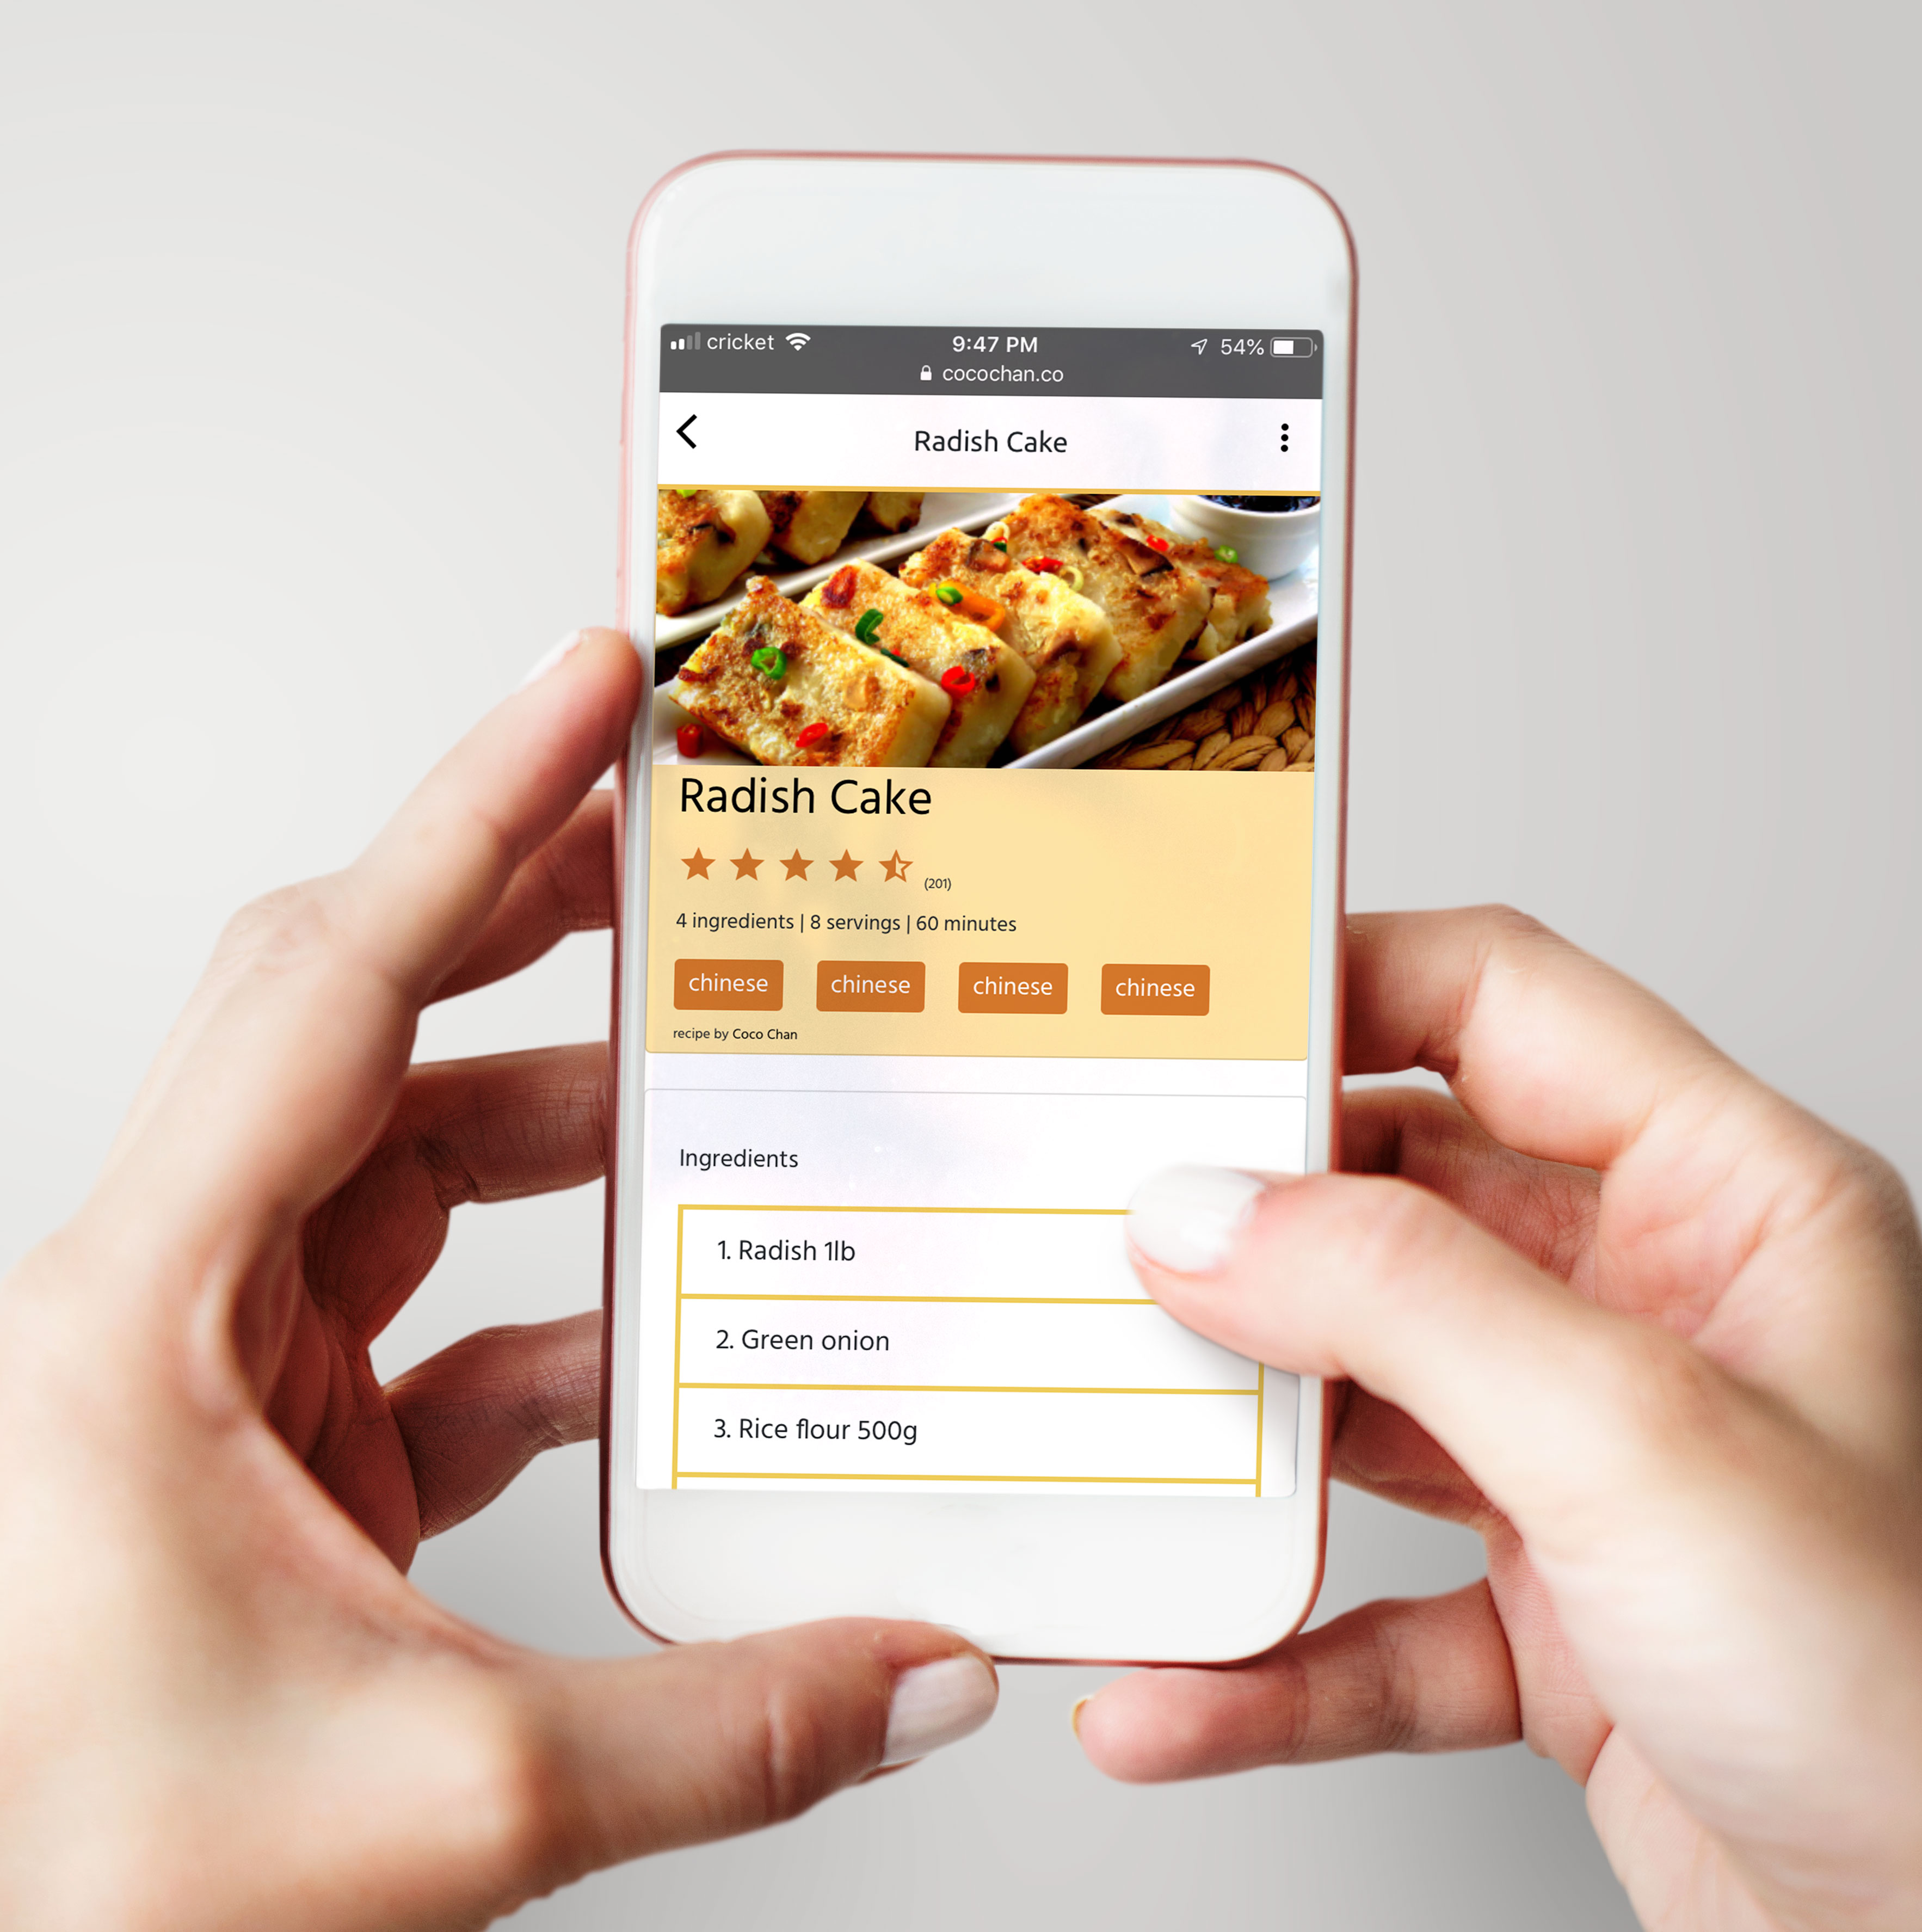 cricket 9:47 PM 54%
cocochan.co
Radish Cake
Radish Cake
(201)
4 ingredients | 8 servings | 60 minutes
chinese chinese chinese chinese
recipe by Coco Chan
Ingredients
1. Radish 1lb
2. Green onion
3. Rice flour 500g